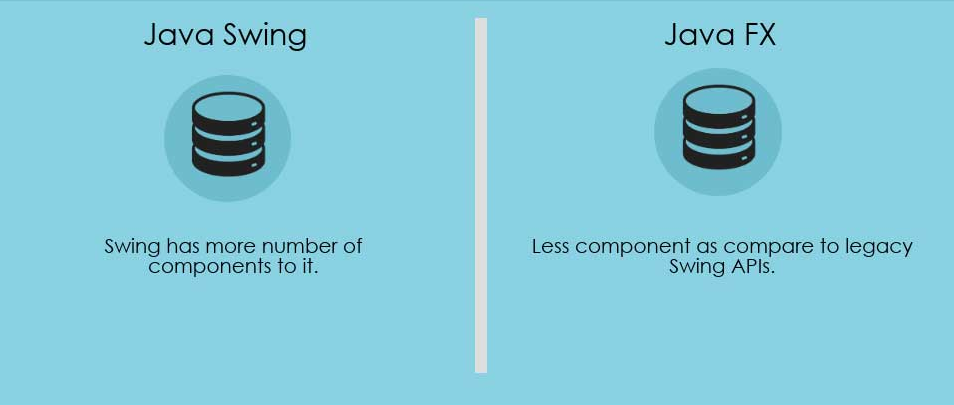 Java Swing
Swing has more number of
components to it.
Java FX
Less component as compare to legacy
Swing APIs.